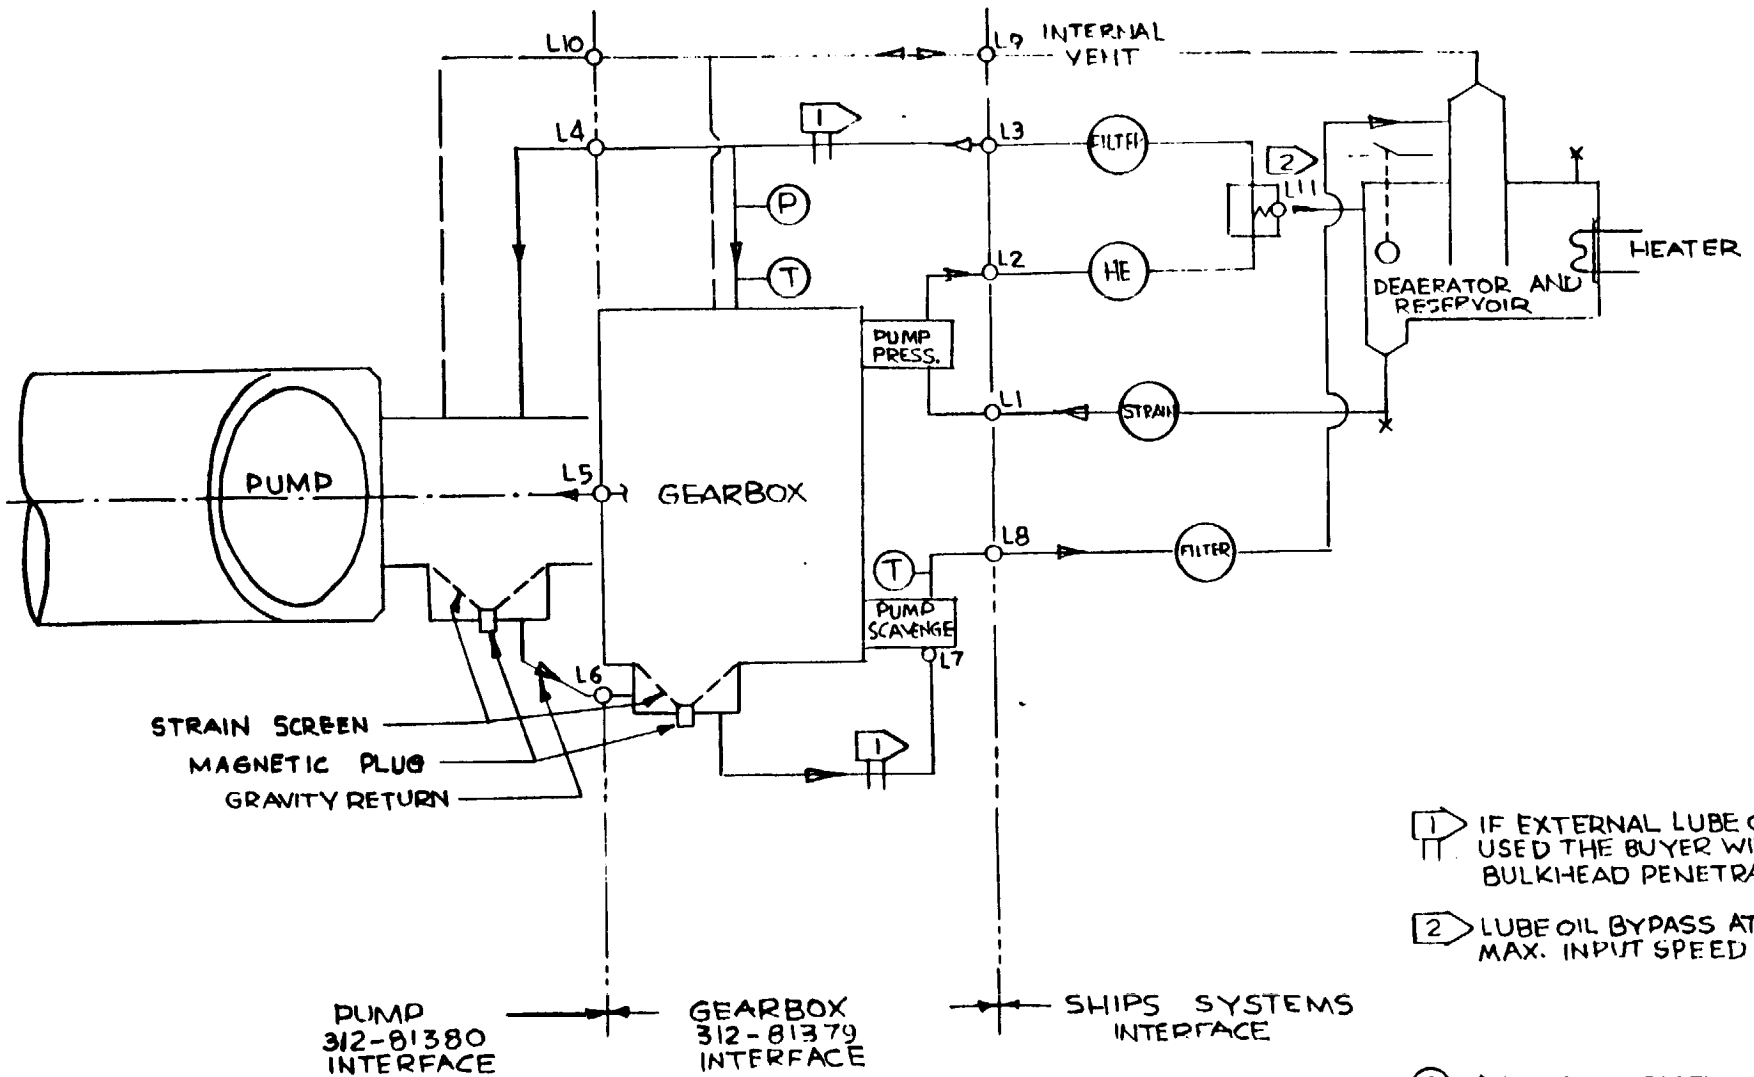 L10
L9
INTERNAL
VENT
L4
1
L3
FILTER
2
L11
P
T
L2
HE
HEATER
DEAERATOR AND
RESERVOIR
PUMP
PRESS.
L1
STRAIN
PUMP
L5
GEARBOX
L8
FILTER
T
PUMP
SCAVENGE
L7
L6
STRAIN SCREEN
MAGNETIC PLUG
GRAVITY RETURN
1
1 IF EXTERNAL LUBE
USED THE BUYER
BULKHEAD
2 LUBE OIL BYPASS AT
MAX. INPUT SPEED
PUMP
312-81380
INTERFACE
GEARBOX
312-81379
INTERFACE
SHIPS SYSTEMS
INTERFACE